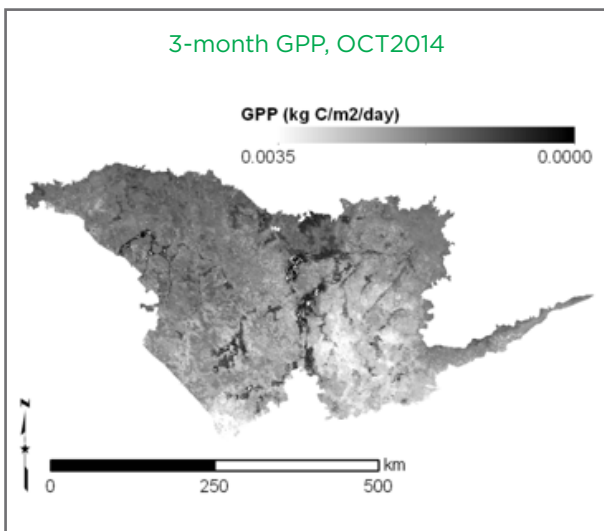 3-month GPP, OCT2014
GPP (kg C/m2/day)
0.0035 0.0000
N
km
0 250 500